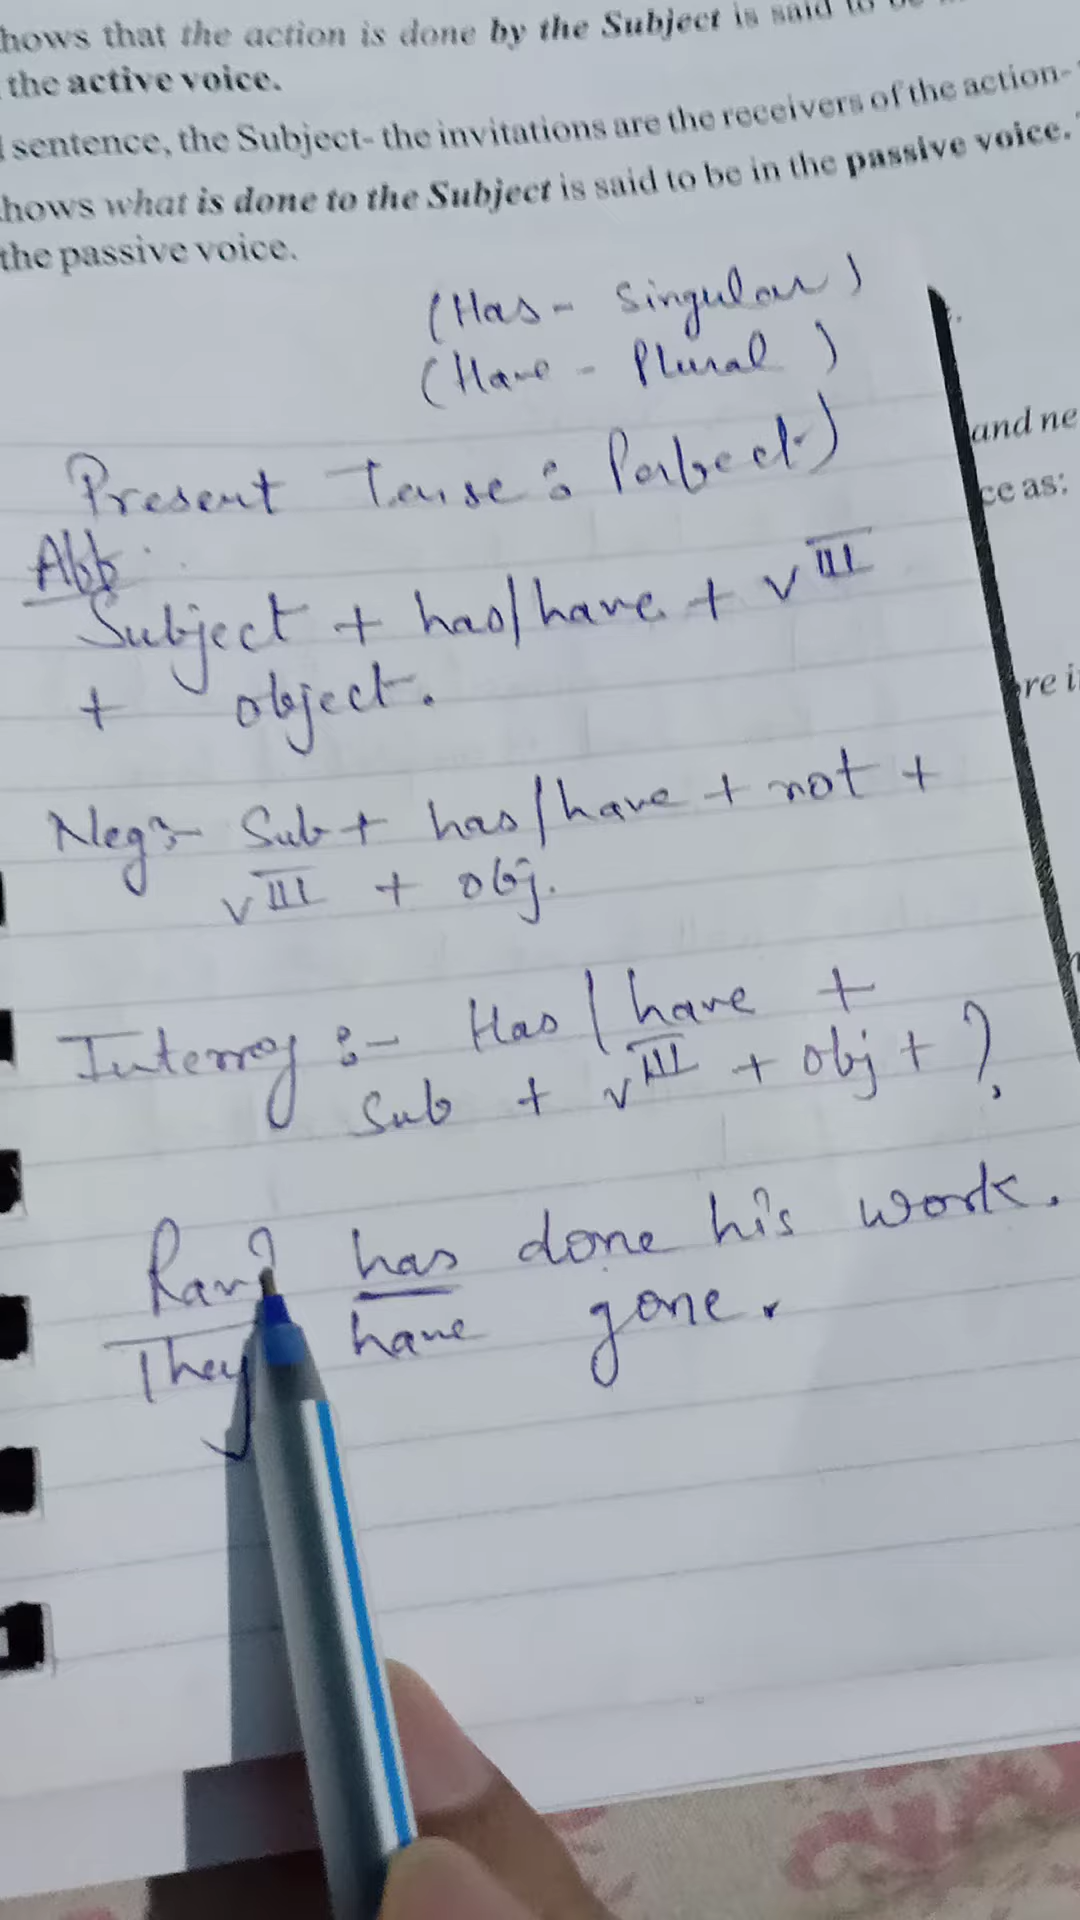 hows that the action is done by the Subject is said to be
the active voice.
sentence, the Subject- the invitations are the receivers of the action-
hows what is done to the Subject is said to be in the passive voice.
the passive voice.
(Has - Singular)
(Have - Plural)
and ne
Present Tense : Perfect)
ce as:
Aff
Subject + has/have + V III
+ object.
re i
Neg :- Sub + has/have + not +
V III + obj.
Interrog :- Has / have +
Sub + V III + obj + ?
Ravi has done his work.
They have gone.